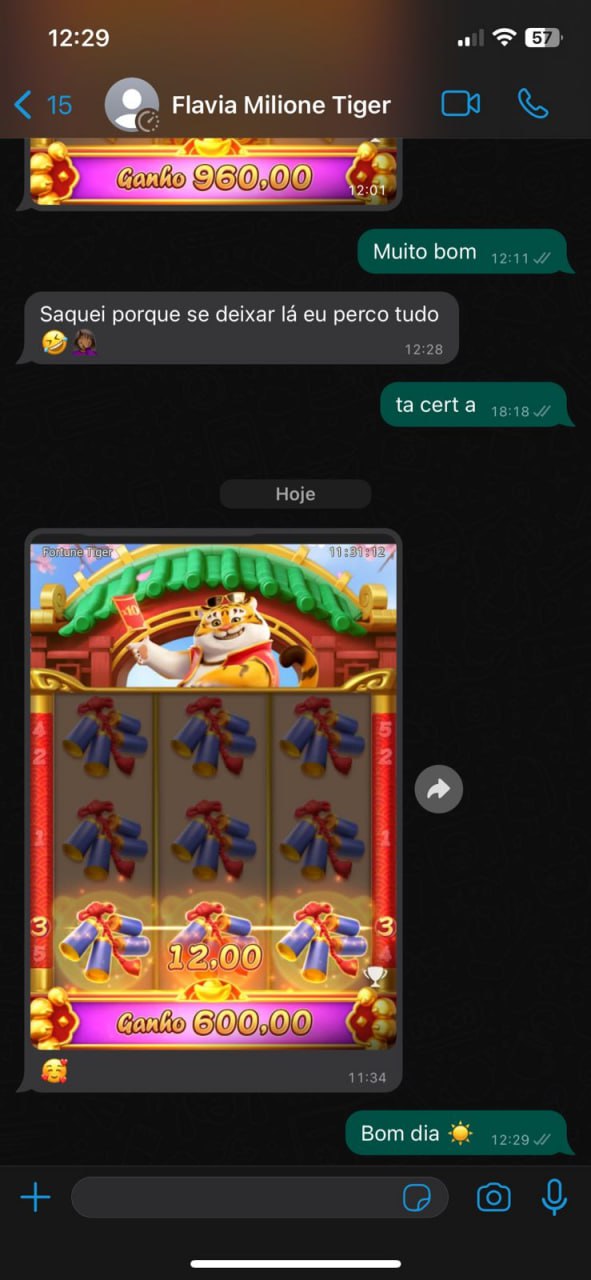 12:29
57
15
Flavia Milione Tiger
Ganho 960,00
12:01
Muito bom
12:11
Saquei porque se deixar lá eu perco tudo
🤣🤦🏾‍♀️
12:28
ta cert a
18:18
Hoje
Fortune Tiger
11:31:12
x10
4
5
2
2
1
1
3
12,00
3
5
4
Ganho 600,00
🥰
11:34
Bom dia ☀️
12:29